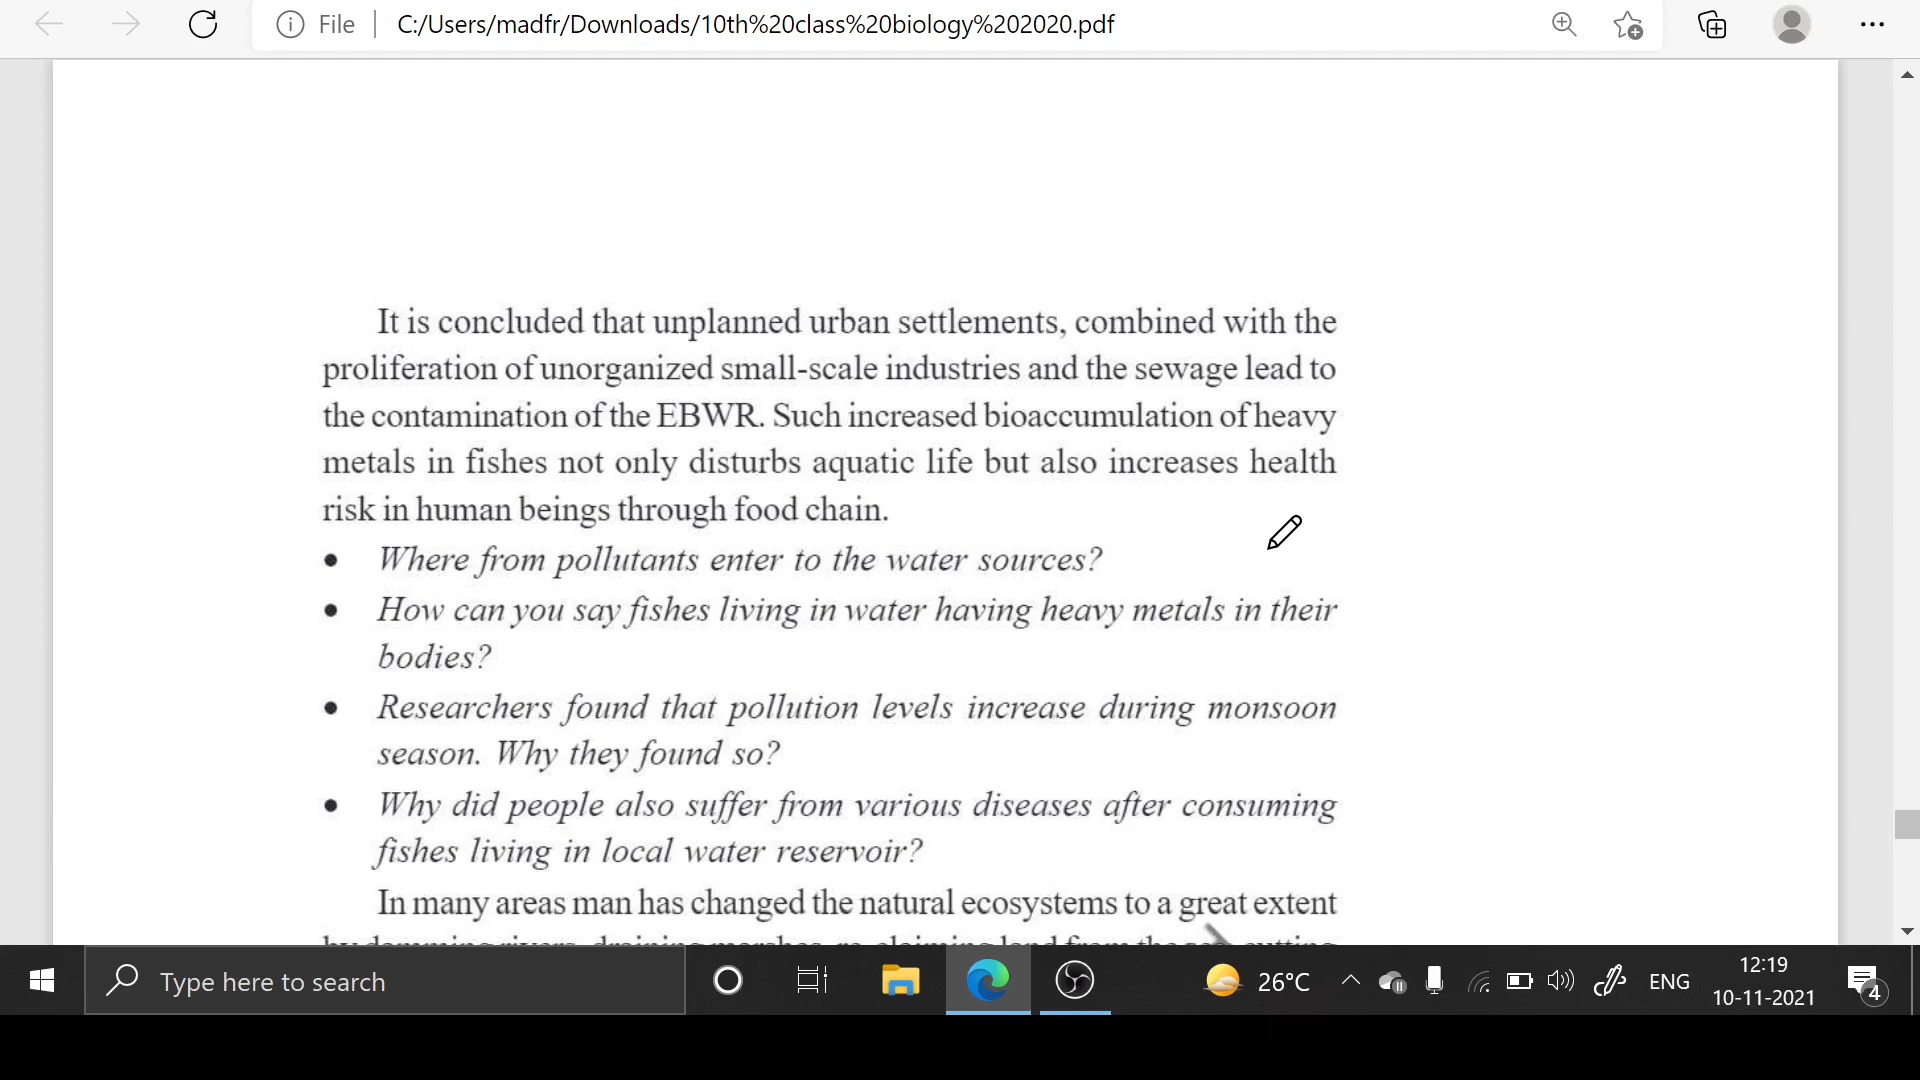 File
C:/Users/madfr/Downloads/10th%20class%20biology%202020.pdf
It is concluded that unplanned urban settlements, combined with the
proliferation of unorganized small-scale industries and the sewage lead to
the contamination of the EBWR. Such increased bioaccumulation of heavy
metals in fishes not only disturbs aquatic life but also increases health
risk in human beings through food chain.
• Where from pollutants enter to the water sources?
• How can you say fishes living in water having heavy metals in their
bodies?
• Researchers found that pollution levels increase during monsoon
season. Why they found so?
• Why did people also suffer from various diseases after consuming
fishes living in local water reservoir?
In many areas man has changed the natural ecosystems to a great extent
Type here to search
26°C
ENG
12:19
10-11-2021
4